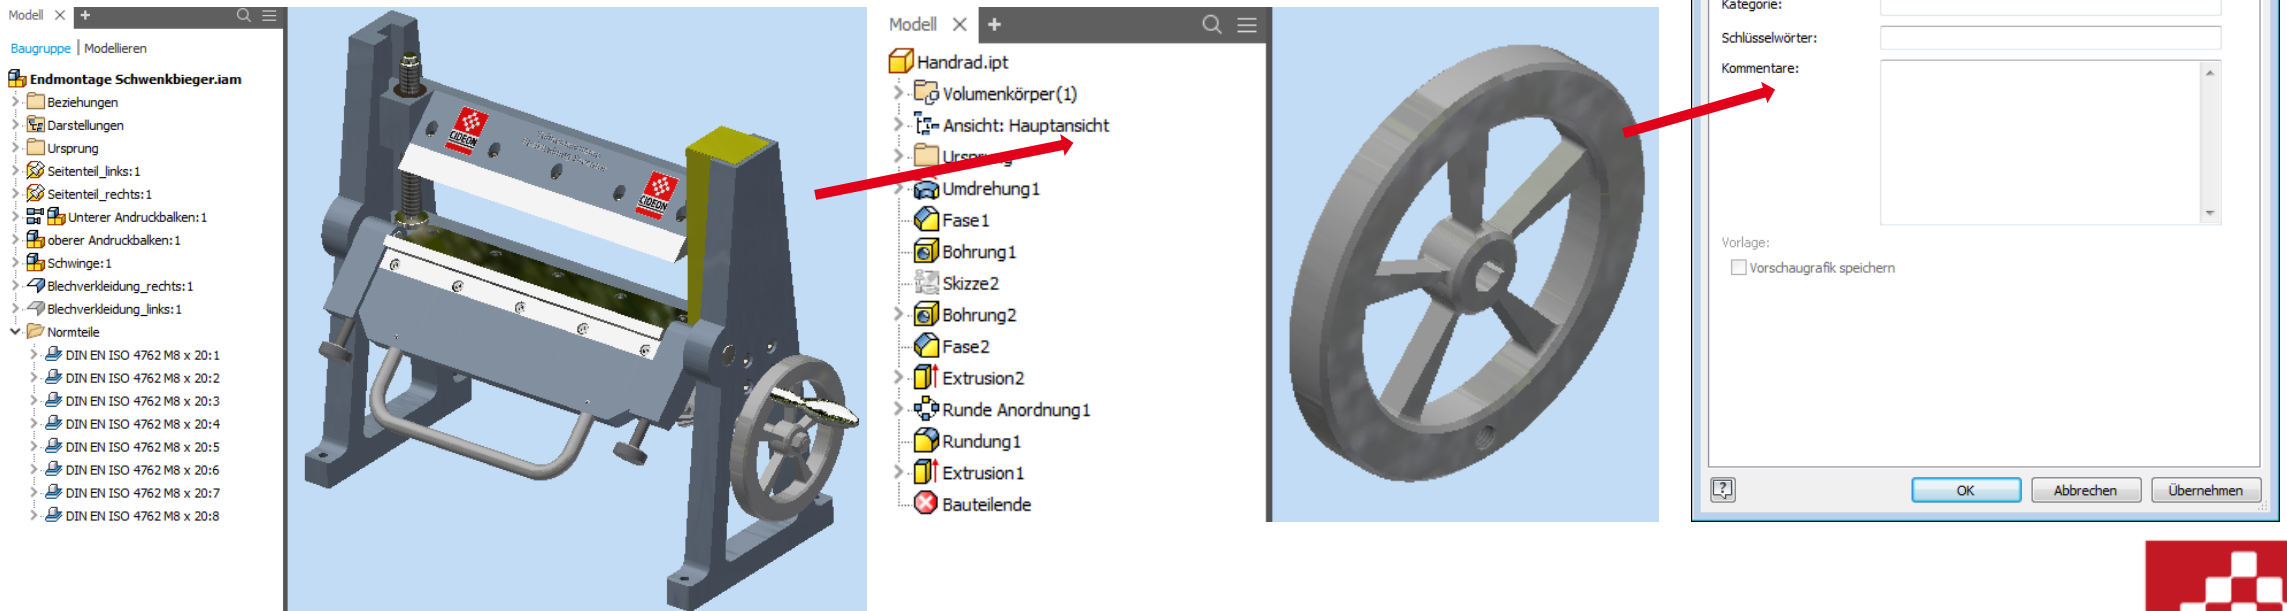 Modell
Baugruppe | Modellieren
Endmontage Schwenkbieger.iam
Beziehungen
Darstellungen
Ursprung
Seitenteil_links:1
Seitenteil_rechts:1
Unterer Andruckbalken:1
oberer Andruckbalken:1
Schwinge:1
Blechverkleidung_rechts:1
Blechverkleidung_links:1
Normteile
DIN EN ISO 4762 M8 x 20:1
DIN EN ISO 4762 M8 x 20:2
DIN EN ISO 4762 M8 x 20:3
DIN EN ISO 4762 M8 x 20:4
DIN EN ISO 4762 M8 x 20:5
DIN EN ISO 4762 M8 x 20:6
DIN EN ISO 4762 M8 x 20:7
DIN EN ISO 4762 M8 x 20:8
CIDEON
CIDEON
Modell
Handrad.ipt
Volumenkörper(1)
Ansicht: Hauptansicht
Ursprung
Umdrehung1
Fase1
Bohrung1
Skizze2
Bohrung2
Fase2
Extrusion2
Runde Anordnung1
Rundung1
Extrusion1
Bauteilende
Kategorie:
Schlüsselwörter:
Kommentare:
Vorlage:
Vorschaugrafik speichern
OK
Abbrechen
Übernehmen